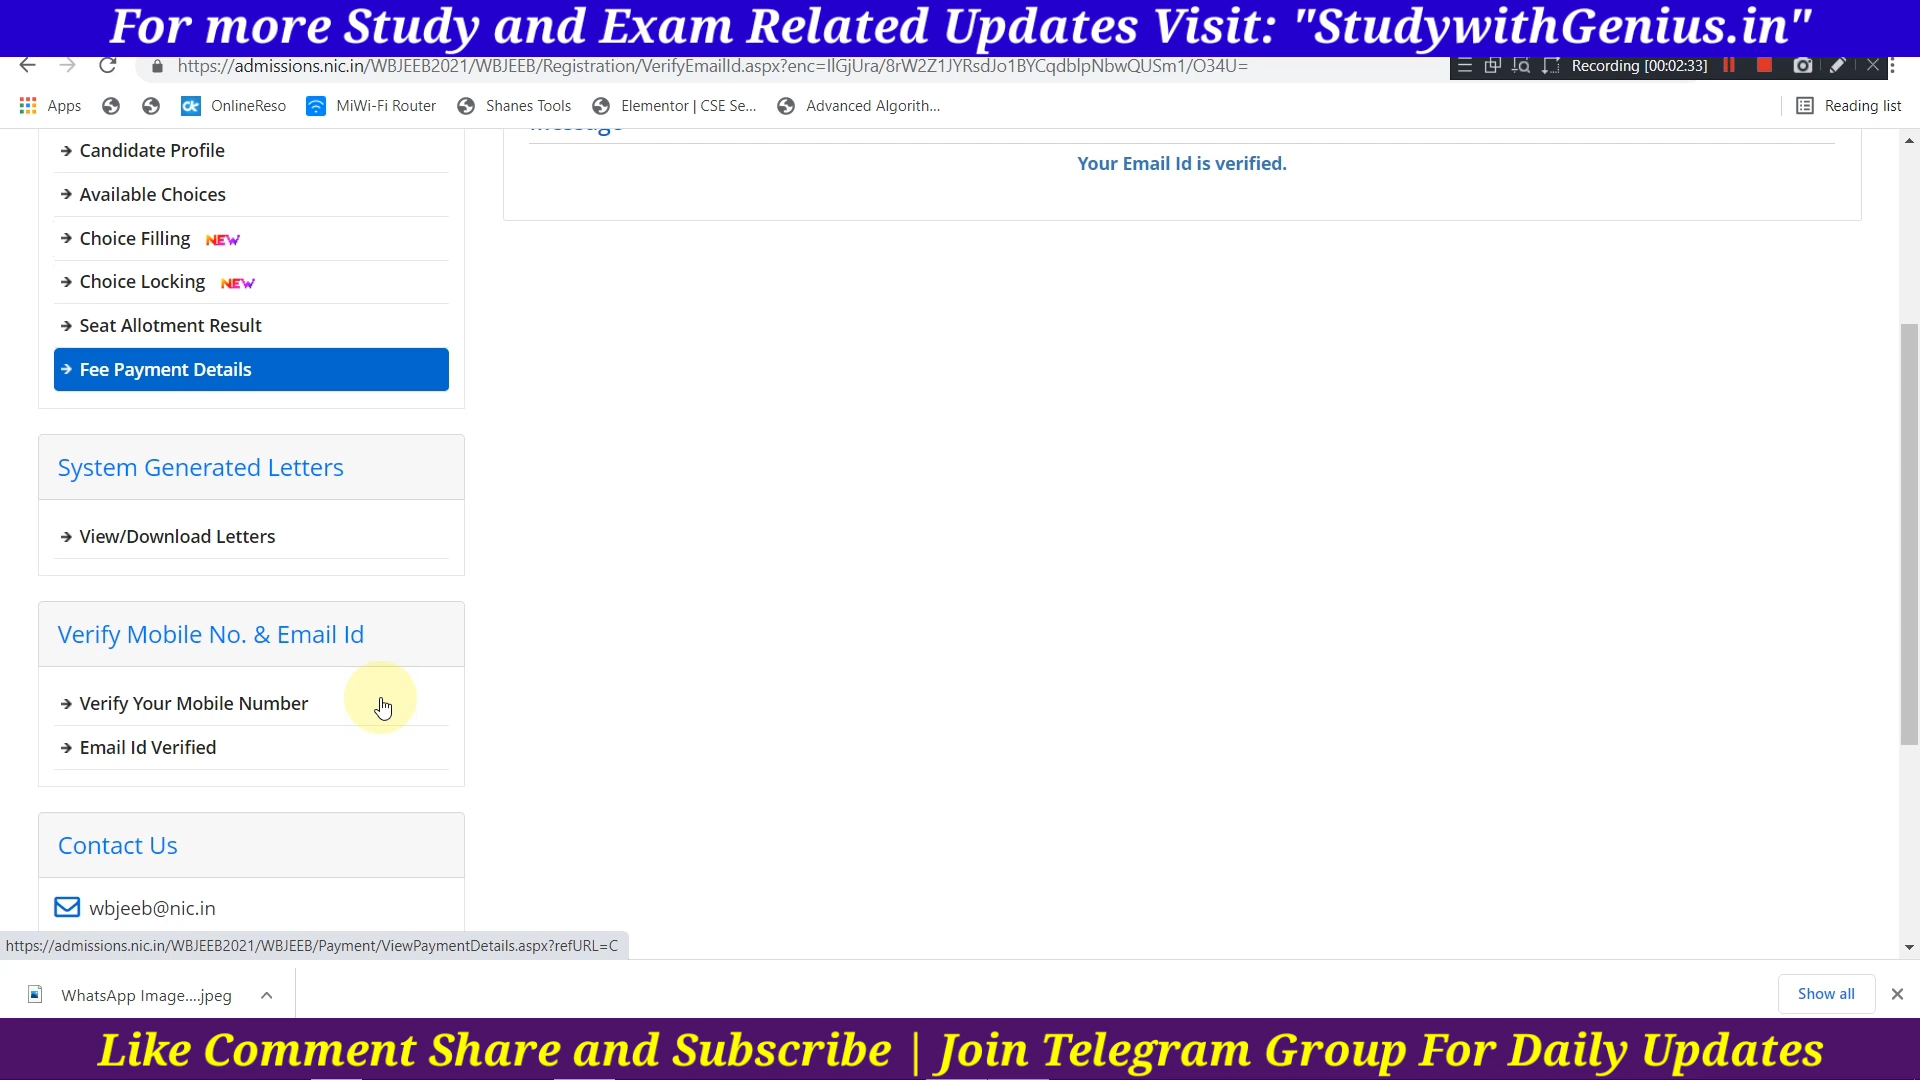 For more Study and Exam Related Updates Visit: "StudywithGenius.in"
https://admissions.nic.in/WBJEEB2021/WBJEEB/Registration/VerifyEmailId.aspx?enc=IlGjUra/8rW2Z1JYRsdJo1BYCqdblpNbwQUSm1/O34U=
Recording [00:02:33]
Apps
OnlineReso
MiWi-Fi Router
Shanes Tools
Elementor | CSE Se...
Advanced Algorith...
Reading list
Message
Candidate Profile
Your Email Id is verified.
Available Choices
Choice Filling NEW
Choice Locking NEW
Seat Allotment Result
Fee Payment Details
System Generated Letters
View/Download Letters
Verify Mobile No. & Email Id
Verify Your Mobile Number
Email Id Verified
Contact Us
wbjeeb@nic.in
https://admissions.nic.in/WBJEEB2021/WBJEEB/Payment/ViewPaymentDetails.aspx?refURL=C
WhatsApp Image....jpeg
Show all
Like Comment Share and Subscribe | Join Telegram Group For Daily Updates